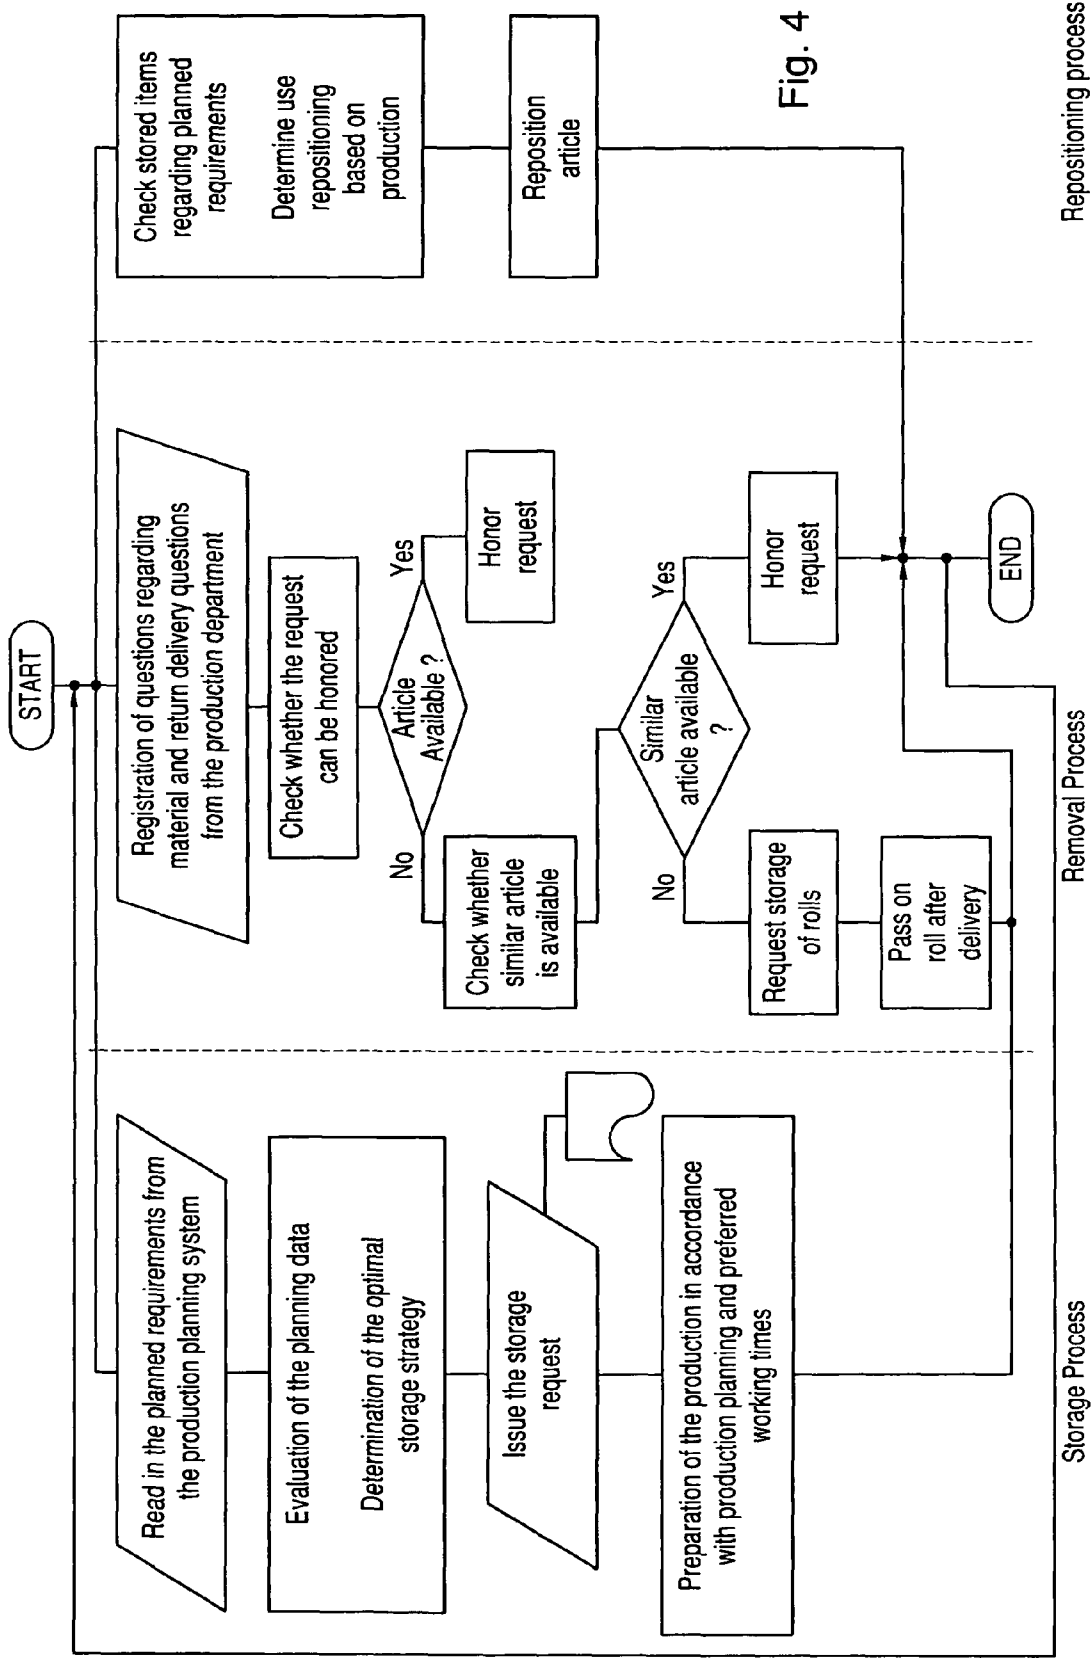 START
Read in the planned requirements from
the production planning system
Evaluation of the planning data
Determination of the optimal
storage strategy
Issue the storage
request
Preparation of the production in accordance
with production planning and preferred
working times
Storage Process
Registration of questions regarding
material and return delivery questions
from the production department
Check whether the request
can be honored
Article
Available ?
No
Yes
Honor
request
Check whether
similar article
is available
Similar
article available
?
No
Yes
Request storage
of rolls
Pass on
roll after
delivery
Honor
request
END
Removal Process
Check stored items
regarding planned
requirements
Determine use
repositioning
based on
production
Reposition
article
Fig. 4
Repositioning process